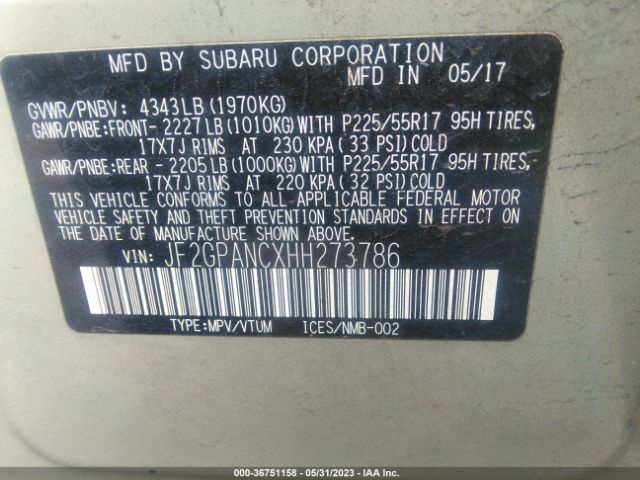 MFD BY SUBARU CORPORATION
MFD IN 05/17
GVWR/PNBV: 4343LB(1970KG)
GAWR/PNBE:FRONT- 2227LB(1010KG)WITH P225/55R17 95H TIRES,
17X7J RIMS AT 230 KPA( 33 PSI)COLD
GAWR/PNBE:REAR - 2205LB(1000KG)WITH P225/55R17 95H TIRES,
17X7J RIMS AT 220 KPA( 32 PSI)COLD
THIS VEHICLE CONFORMS TO ALL APPLICABLE FEDERAL MOTOR
VEHICLE SAFETY AND THEFT PREVENTION STANDARDS IN EFFECT ON
THE DATE OF MANUFACTURE SHOWN ABOVE.
VIN: JF2GPANCXHH273786
TYPE:MPV/VTUM ICES/NMB-002
000-36751158 - 05/31/2023 - IAA Inc.